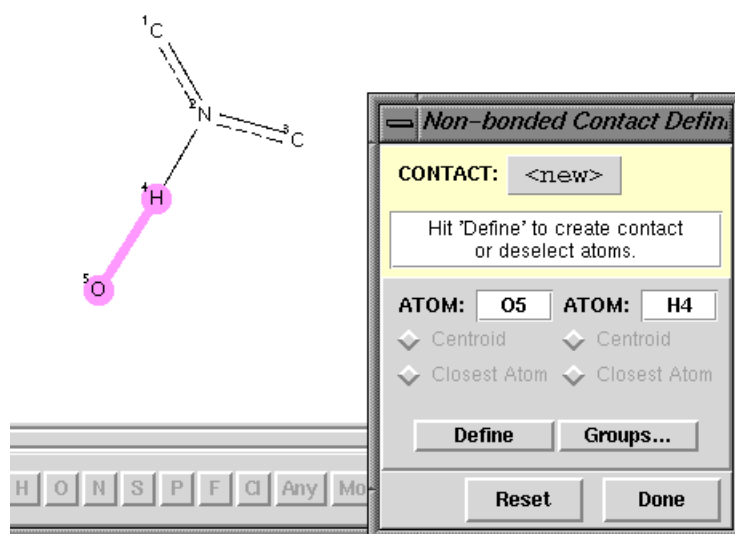 1C
2N
3C
4H
5O
Non-bonded Contact
CONTACT: <new>
Hit 'Define' to create contact
or deselect atoms.
ATOM: O5 ATOM: H4
Centroid Centroid
Closest Atom Closest Atom
Define Groups...
H O N S P F Cl Any Mo
Reset Done